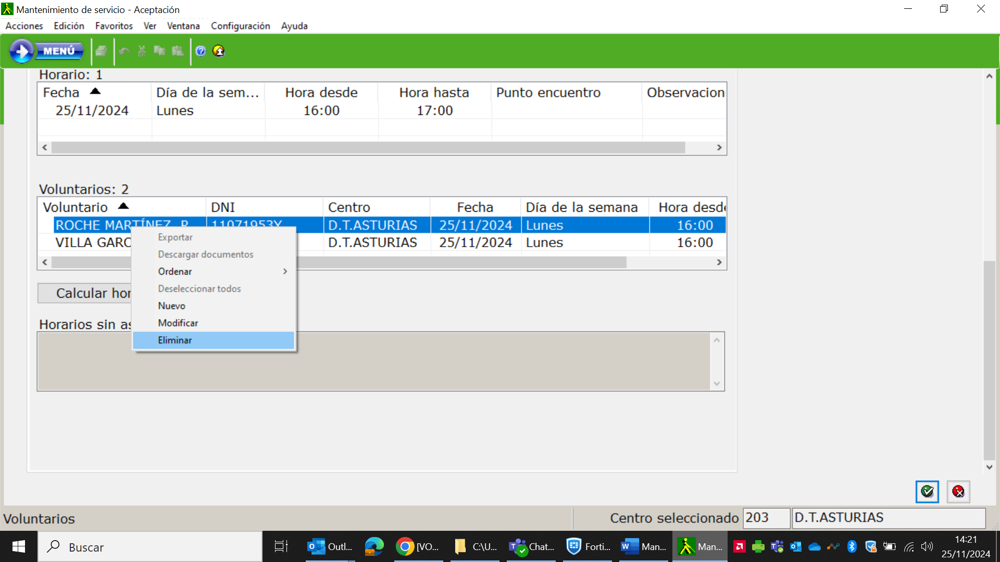 Mantenimiento de servicio - Aceptación
Acciones Edición Favoritos Ver Ventana Configuración Ayuda
MENÚ
Horario: 1
Fecha Día de la sem... Hora desde Hora hasta Punto encuentro Observacion
25/11/2024 Lunes 16:00 17:00
Voluntarios: 2
Voluntario DNI Centro Fecha Día de la semana Hora desde
ROCHE MARTÍNEZ, R 11071953Y D.T.ASTURIAS 25/11/2024 Lunes 16:00
VILLA GARC D.T.ASTURIAS 25/11/2024 Lunes 16:00
Exportar
Descargar documentos
Ordenar
Deseleccionar todos
Nuevo
Modificar
Eliminar
Calcular hor
Horarios sin as
Voluntarios Centro seleccionado 203 D.T.ASTURIAS
Buscar Outl... [VO... C:\U... Chat... Forti... Man... Man... 14:21
25/11/2024